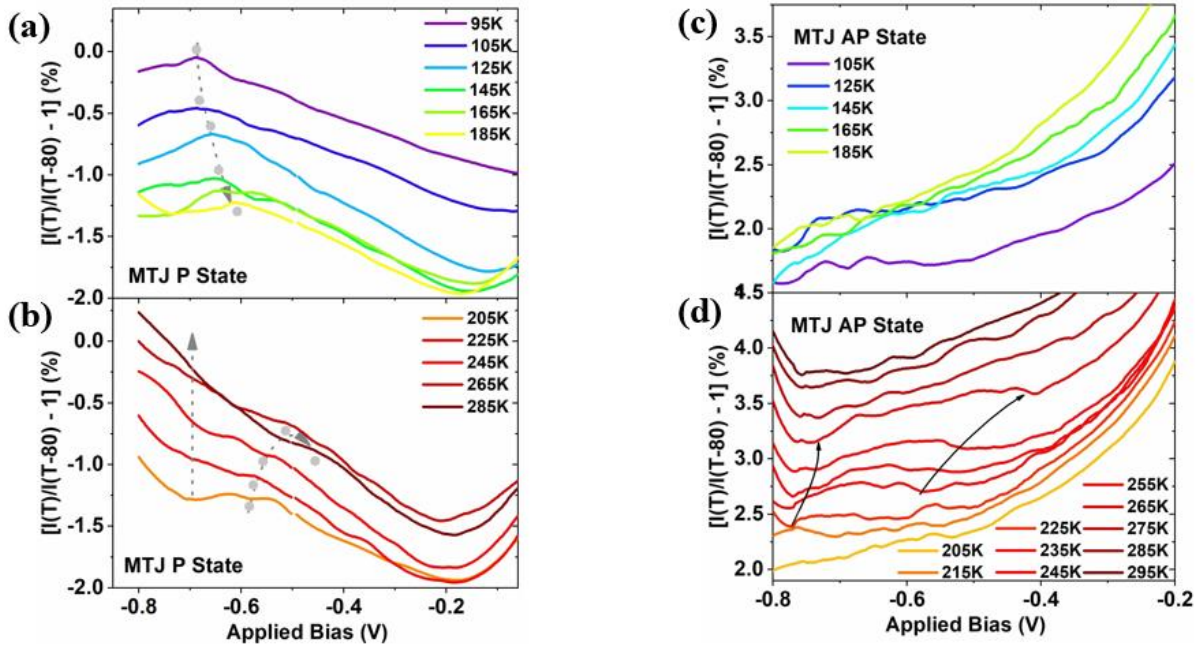 (a)
[I(T)/I(T-80) - 1] (%)
0.0
-0.5
-1.0
-1.5
-2.0
95K
105K
125K
145K
165K
185K
MTJ P State
(b)
[I(T)/I(T-80) - 1] (%)
0.0
-0.5
-1.0
-1.5
-2.0
205K
225K
245K
265K
285K
MTJ P State
-0.8 -0.6 -0.4 -0.2
Applied Bias (V)
(c)
[I(T)/I(T-80) - 1] (%)
3.5
3.0
2.5
2.0
MTJ AP State
105K
125K
145K
165K
185K
(d)
[I(T)/I(T-80) - 1] (%)
4.5
4.0
3.5
3.0
2.5
2.0
MTJ AP State
255K
265K
225K 275K
205K 235K 285K
215K 245K 295K
-0.8 -0.6 -0.4 -0.2
Applied Bias (V)